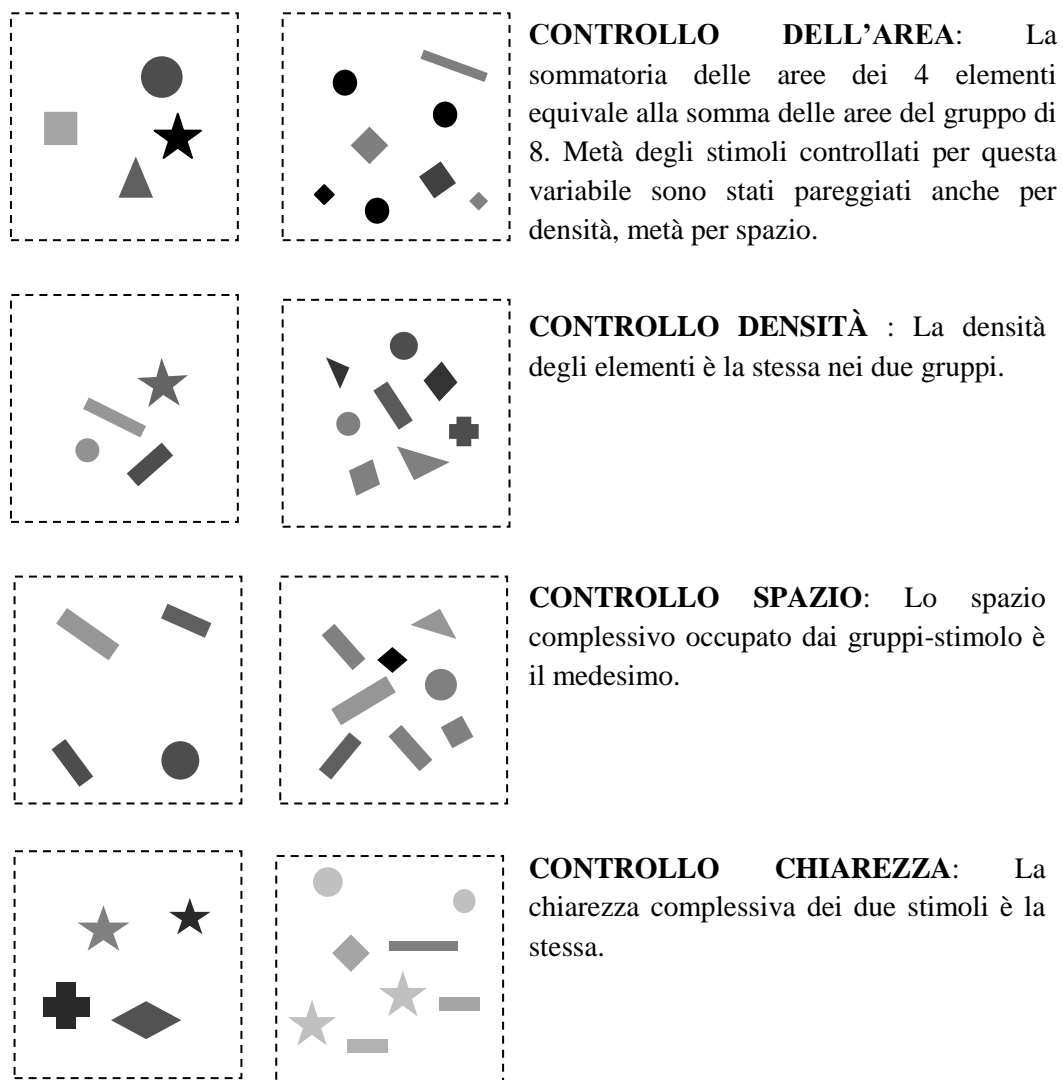 CONTROLLO DELL’AREA: La
sommatoria delle aree dei 4 elementi
equivale alla somma delle aree del gruppo di
8. Metà degli stimoli controllati per questa
variabile sono stati pareggiati anche per
densità, metà per spazio.
CONTROLLO DENSITÀ : La densità
degli elementi è la stessa nei due gruppi.
CONTROLLO SPAZIO: Lo spazio
complessivo occupato dai gruppi-stimolo è
il medesimo.
CONTROLLO CHIAREZZA: La
chiarezza complessiva dei due stimoli è la
stessa.